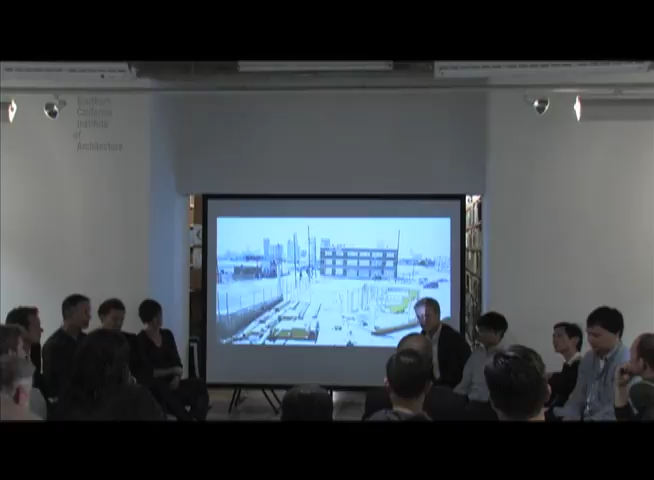 Southern
California
Institute
of
Architecture